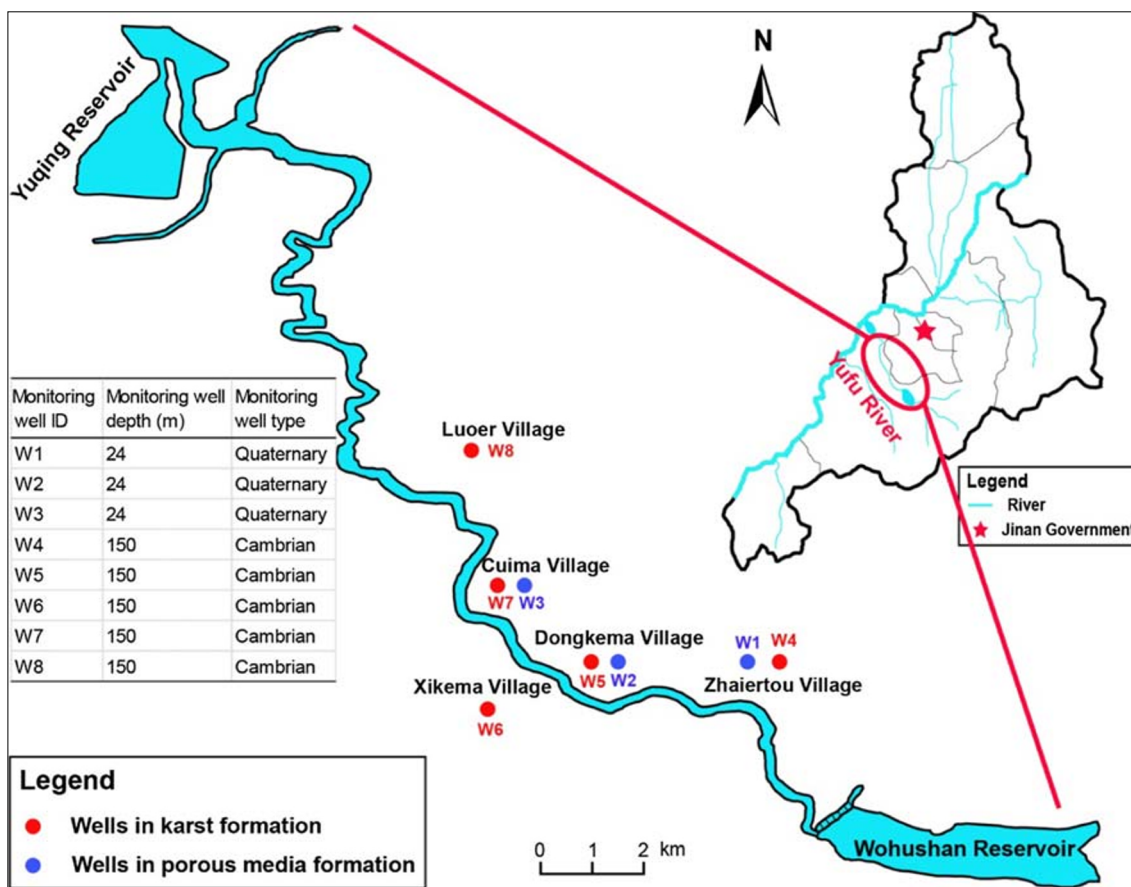 Yuqing Reservoir
N
Yufu River
Legend
River
Jinan Government
Monitoring well ID Monitoring well depth (m) Monitoring well type
W1 24 Quaternary
W2 24 Quaternary
W3 24 Quaternary
W4 150 Cambrian
W5 150 Cambrian
W6 150 Cambrian
W7 150 Cambrian
W8 150 Cambrian
Luoer Village
W8
Cuima Village
W7 W3
Dongkema Village
W5 W2
W1 W4
Zhaiertou Village
Xikema Village
W6
Legend
Wells in karst formation
Wells in porous media formation
0 1 2 km
Wohushan Reservoir